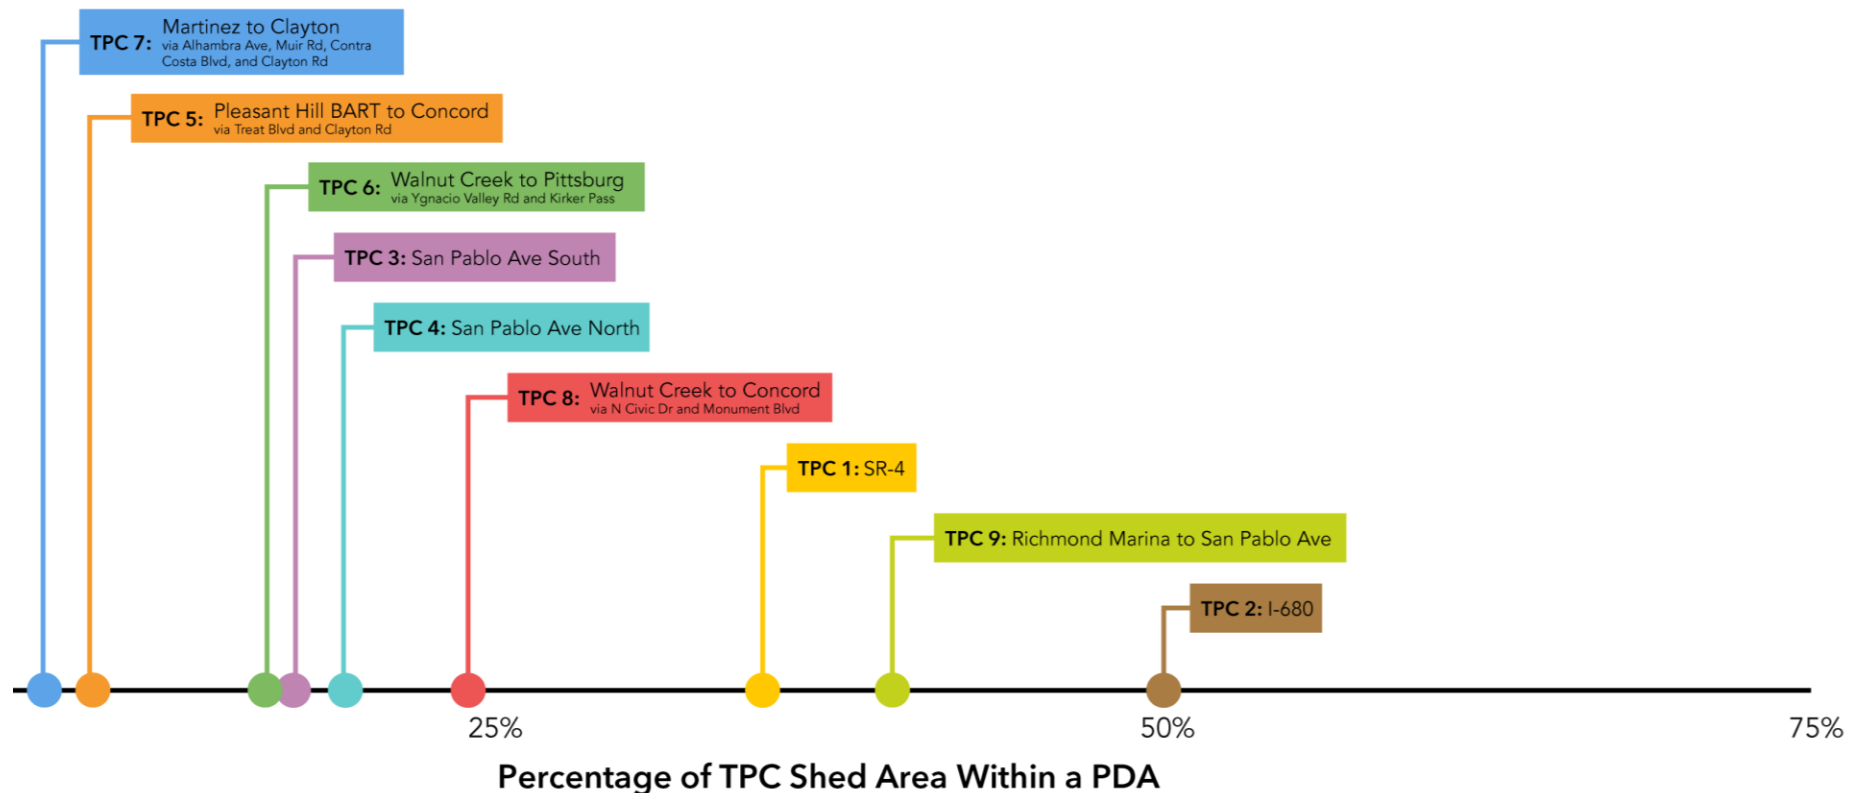 TPC 7: Martinez to Clayton
via Alhambra Ave, Muir Rd, Contra
Costa Blvd, and Clayton Rd
TPC 5: Pleasant Hill BART to Concord
via Treat Blvd and Clayton Rd
TPC 6: Walnut Creek to Pittsburg
via Ygnacio Valley Rd and Kirker Pass
TPC 3: San Pablo Ave South
TPC 4: San Pablo Ave North
TPC 8: Walnut Creek to Concord
via N Civic Dr and Monument Blvd
TPC 1: SR-4
TPC 9: Richmond Marina to San Pablo Ave
TPC 2: I-680
25% 50% 75%
Percentage of TPC Shed Area Within a PDA